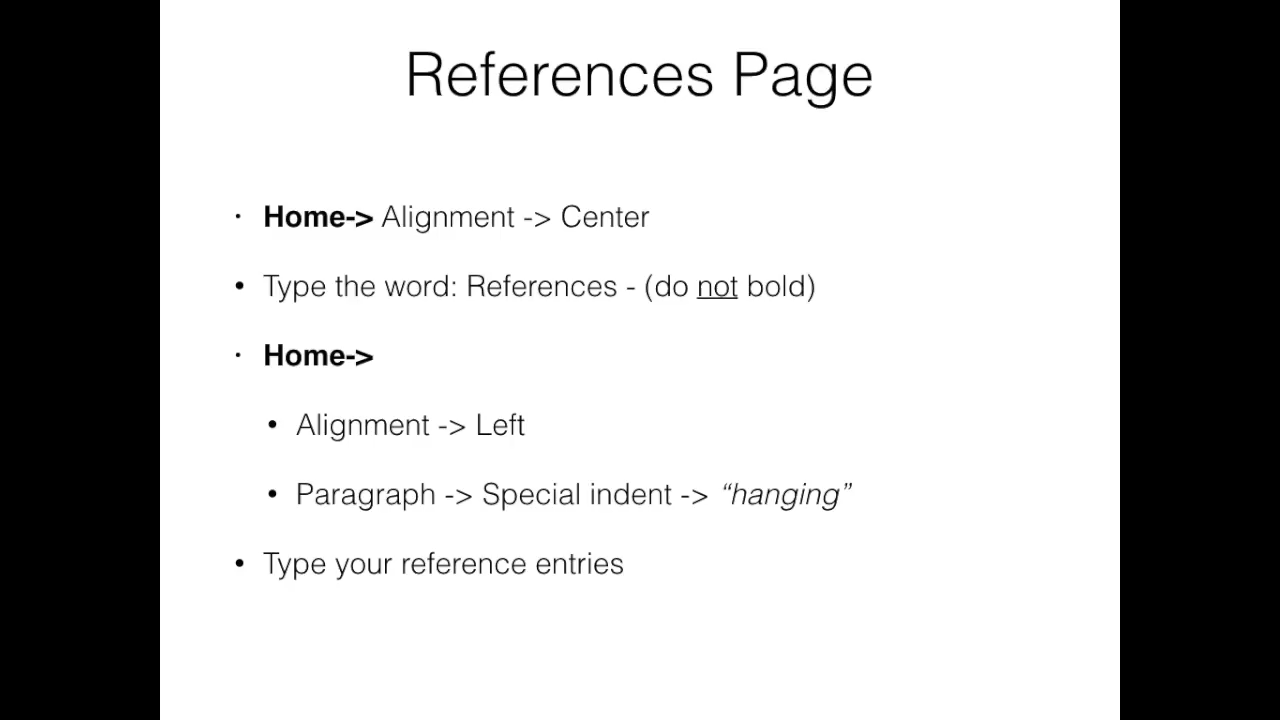 References Page
• Home-> Alignment -> Center
• Type the word: References - (do not bold)
• Home->
• Alignment -> Left
• Paragraph -> Special indent -> “hanging”
• Type your reference entries